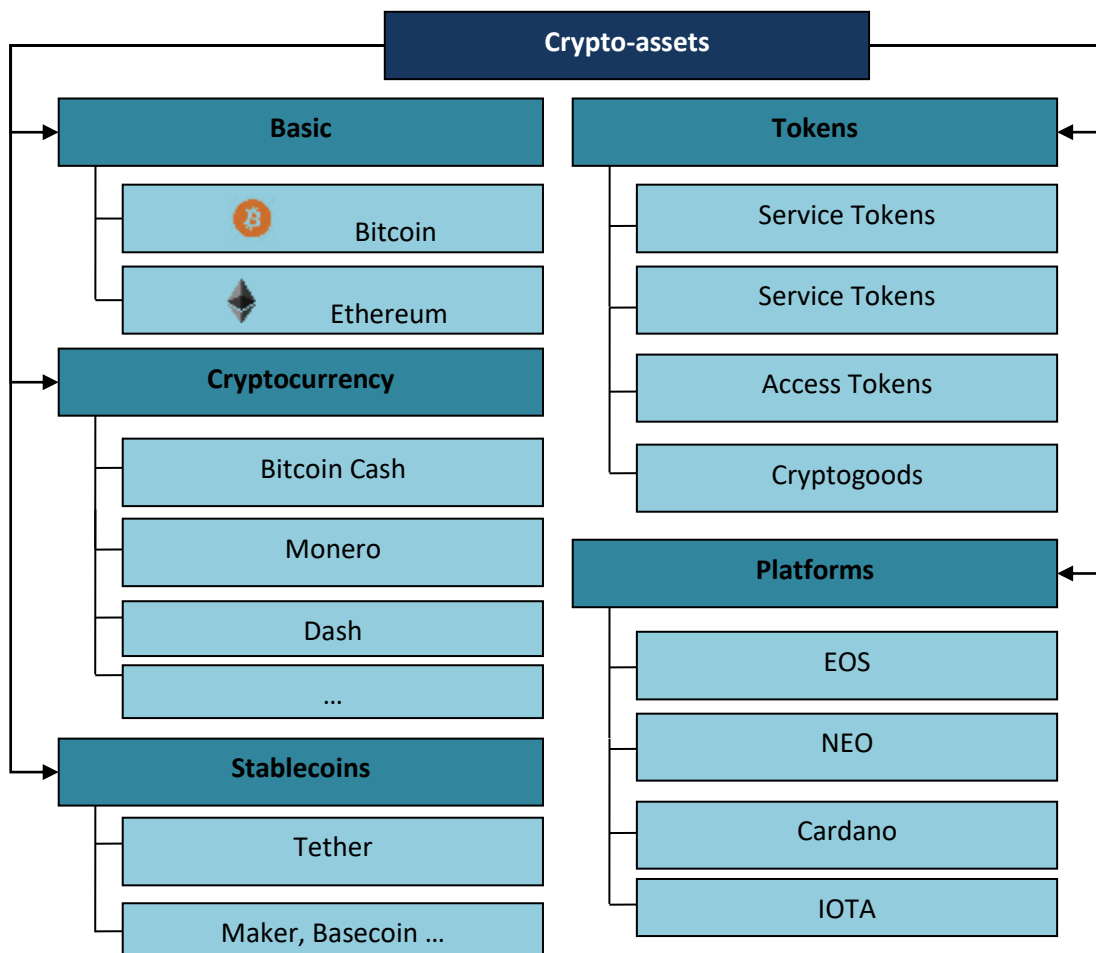 Crypto-assets
Basic
Bitcoin
Ethereum
Cryptocurrency
Bitcoin Cash
Monero
Dash
…
Stablecoins
Tether
Maker, Basecoin …
Tokens
Service Tokens
Service Tokens
Access Tokens
Cryptogoods
Platforms
EOS
NEO
Cardano
IOTA